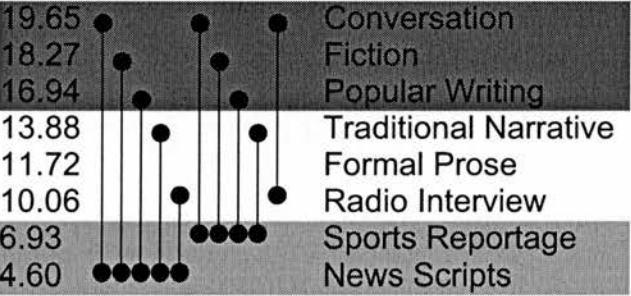 19.65 Conversation
18.27 Fiction
16.94 Popular Writing
13.88 Traditional Narrative
11.72 Formal Prose
10.06 Radio Interview
6.93 Sports Reportage
4.60 News Scripts